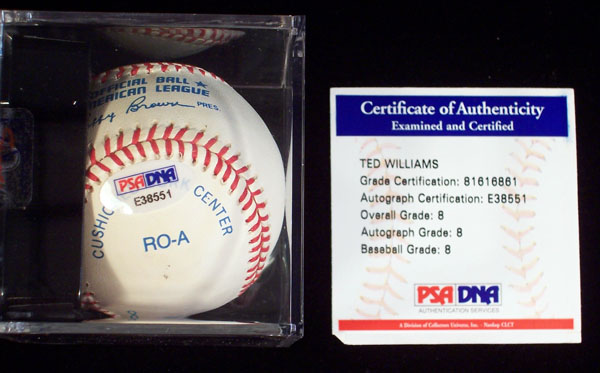 OFFICIAL BALL
AMERICAN LEAGUE
Brown PRES
PSA DNA
E38551
CUSHIO K CENTER
RO-A
Certificate of Authenticity
Examined and Certified
TED WILLIAMS
Grade Certification: 81616861
Autograph Certification: E38551
Overall Grade: 8
Autograph Grade: 8
Baseball Grade: 8
PSA DNA
AUTHENTICATION SERVICES
A Division of Collectors Universe, Inc. - Nasdaq: CLCT